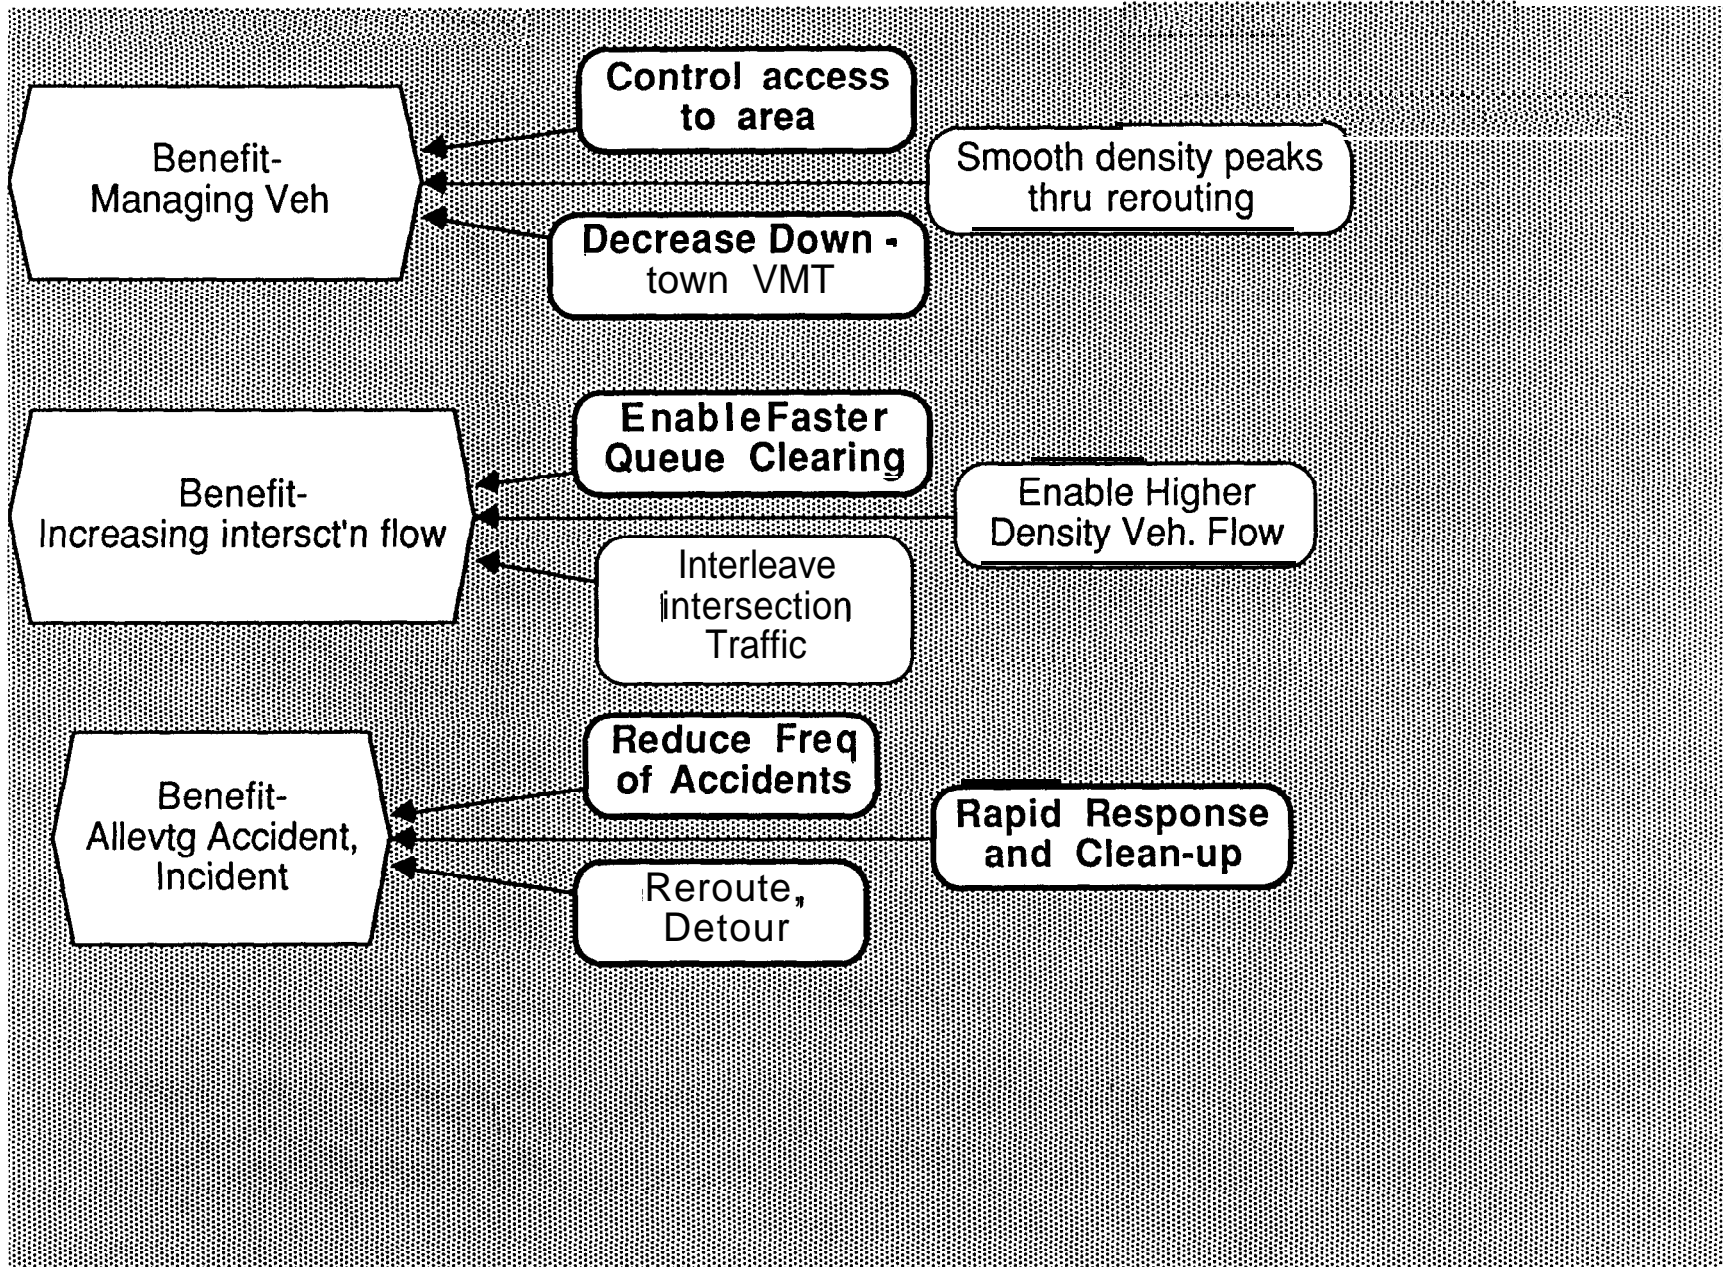 Control access
to area
Benefit-
Managing Veh
Smooth density peaks
thru rerouting
Decrease Down -
town VMT
Enable Faster
Queue Clearing
Benefit-
Increasing intersct'n flow
Enable Higher
Density Veh. Flow
Interleave
intersection
Traffic
Reduce Freq
of Accidents
Benefit-
Allevtg Accident,
Incident
Rapid Response
and Clean-up
Reroute,
Detour